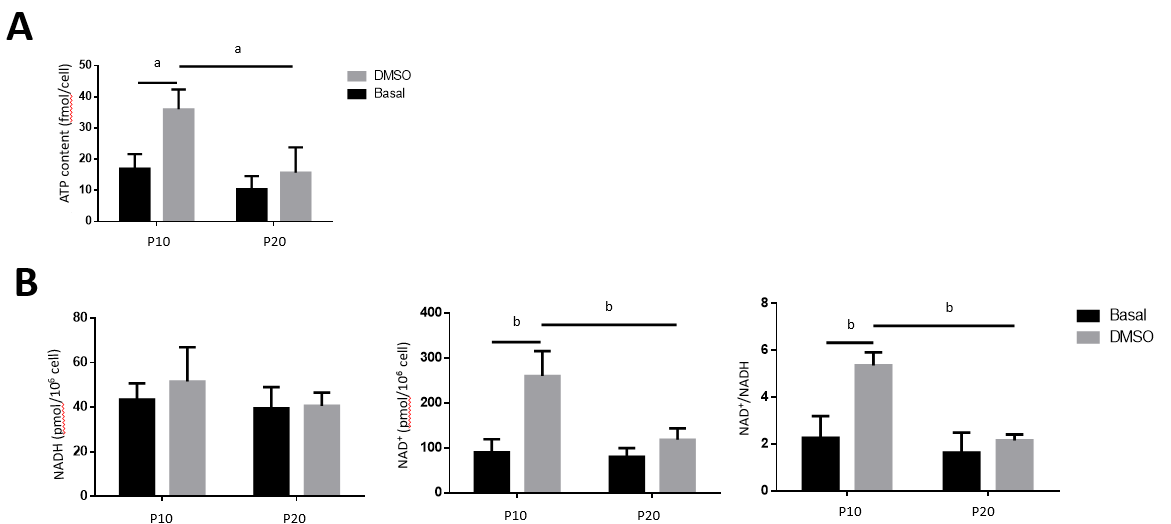 A
a
a
ATP content (fmol/cell)
50
40
30
20
10
0
P10
P20
DMSO
Basal
B
NADH (pmol/10⁶ cell)
80
60
40
20
0
P10
P20
NAD⁺ (pmol/10⁶ cell)
400
300
200
100
0
b
b
P10
P20
NAD⁺/NADH
8
6
4
2
0
b
b
P10
P20
Basal
DMSO